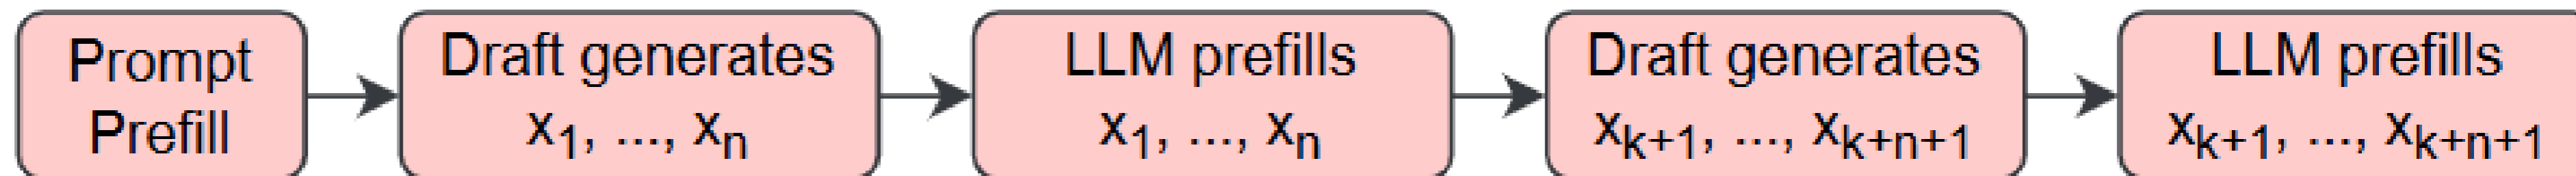 Prompt
Prefill
Draft generates
x₁, ..., xₙ
LLM prefills
x₁, ..., xₙ
Draft generates
xₖ₊₁, ..., xₖ₊ₙ₊₁
LLM prefills
xₖ₊₁, ..., xₖ₊ₙ₊₁